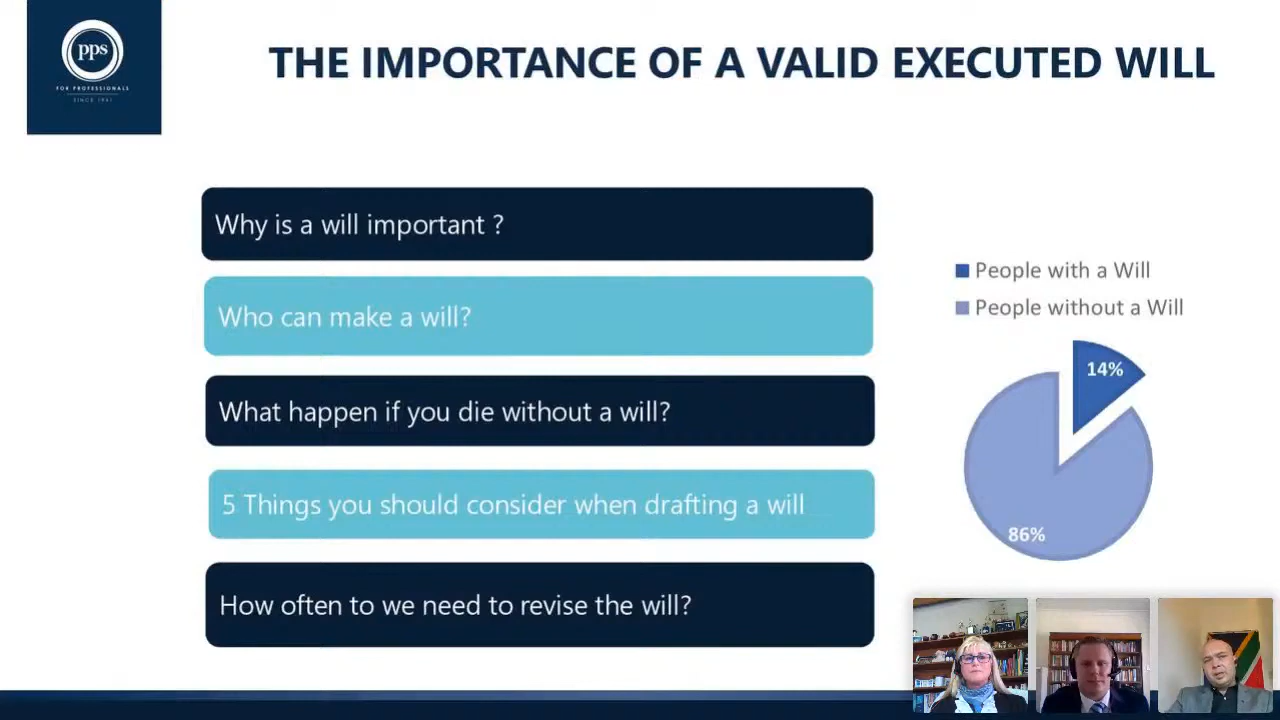 pps
FOR PROFESSIONALS
SINCE 1941
THE IMPORTANCE OF A VALID EXECUTED WILL
Why is a will important ?
Who can make a will?
What happen if you die without a will?
5 Things you should consider when drafting a will
How often to we need to revise the will?
People with a Will
People without a Will
14%
86%